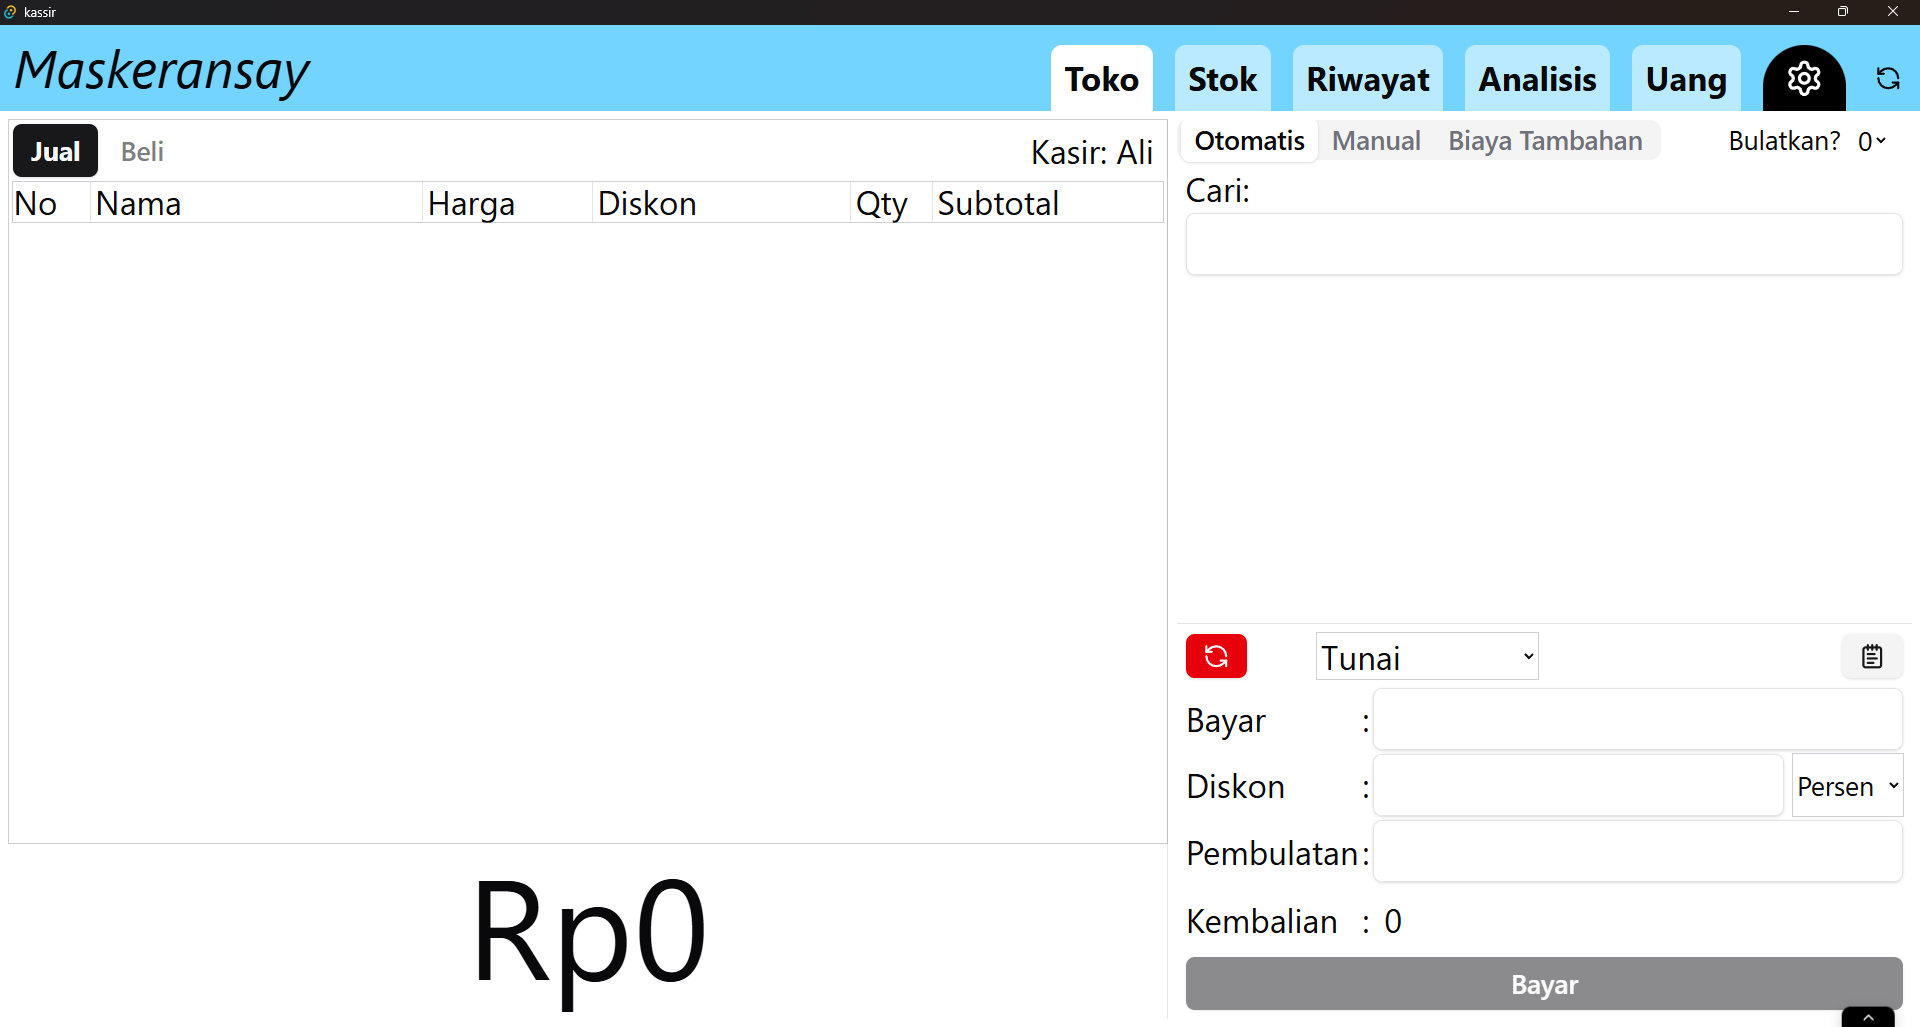 kassir
Maskeransay
Toko Stok Riwayat Analisis Uang
Jual Beli Kasir: Ali
No Nama Harga Diskon Qty Subtotal
Rp0
Otomatis Manual Biaya Tambahan Bulatkan? 0
Cari:
Tunai
Bayar :
Diskon : Persen
Pembulatan :
Kembalian : 0
Bayar